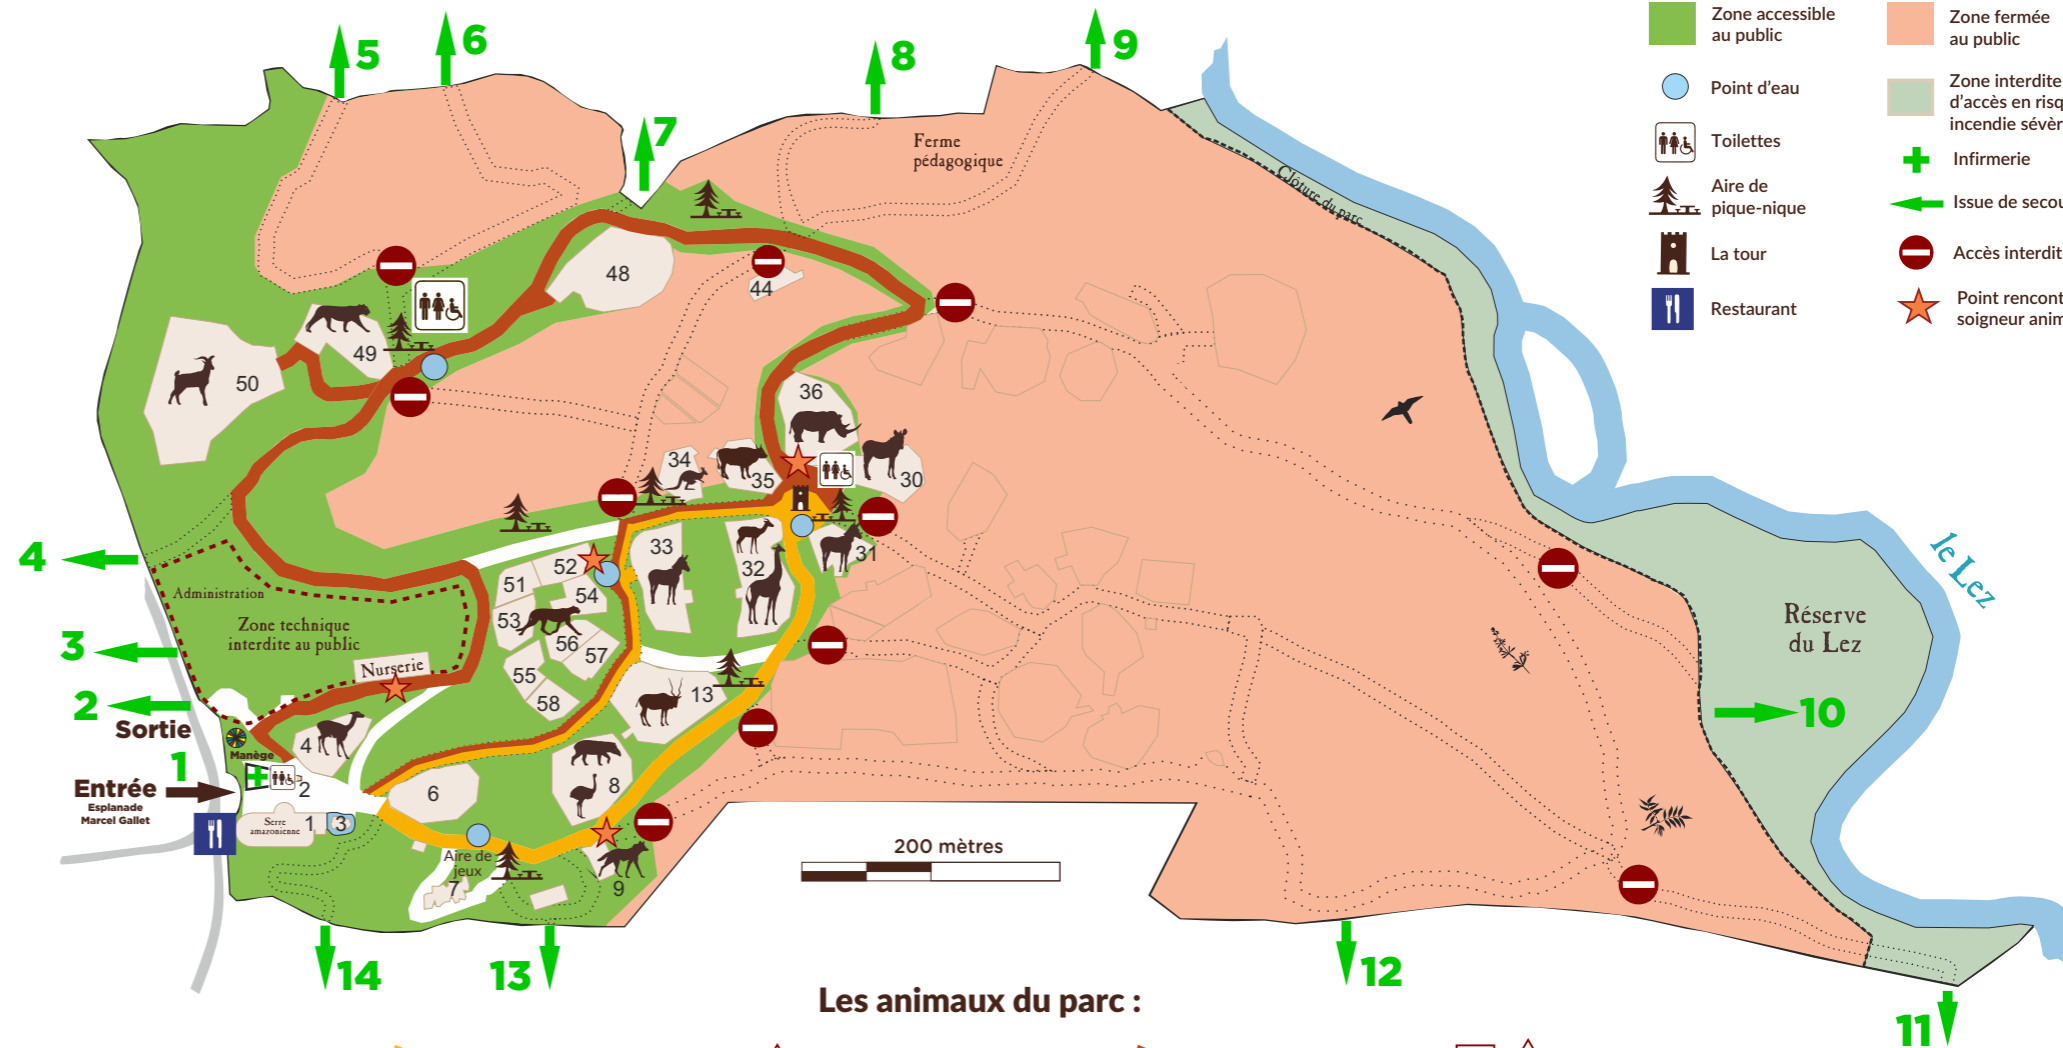 5
6
7
8
9
Zone accessible
au public
Zone fermée
au public
Point d'eau
Zone interdite
d'accès en
incendie
Toilettes
Infirmerie
Aire de
pique-nique
Issue de
La tour
Accès interdit
Restaurant
Point
soigneur
Ferme
pédagogique
Clôture du parc
48
44
49
50
36
34
35
30
33
32
31
52
51
54
53
56
57
55
58
13
4
Administration
Zone technique
interdite au public
Nurserie
3
2
Sortie
1
Manège
4
2
Entrée
Esplanade
Marcel Gallet
Serre
amazonienne
1
3
6
8
Aire de
jeux
7
9
200 mètres
le Lez
Réserve
du Lez
10
14
13
12
11
Les animaux du parc :